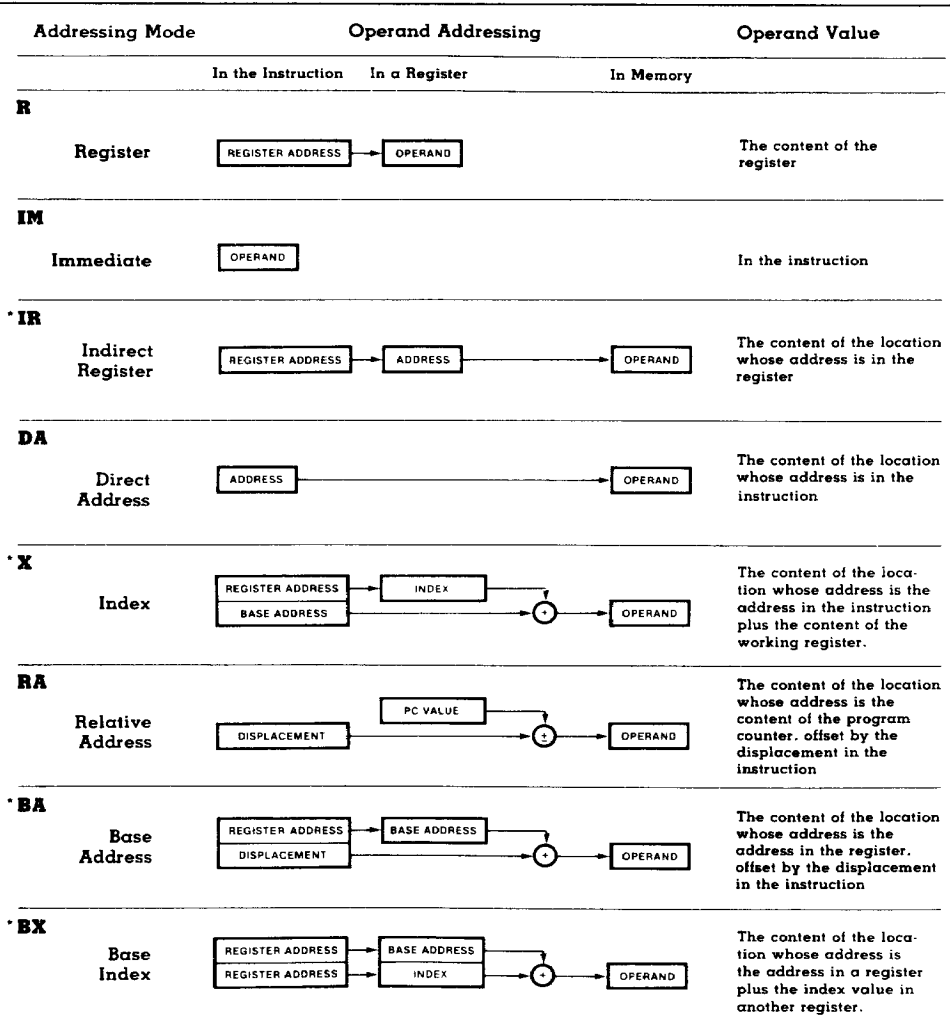 Addressing Mode Operand Addressing Operand Value
In the Instruction In a Register In Memory
R
Register
REGISTER ADDRESS OPERAND
The content of the
register
IM
Immediate
OPERAND
In the instruction
* IR
Indirect
Register
REGISTER ADDRESS ADDRESS OPERAND
The content of the location
whose address is in the
register
DA
Direct
Address
ADDRESS OPERAND
The content of the location
whose address is in the
instruction
* X
Index
REGISTER ADDRESS INDEX
BASE ADDRESS + OPERAND
The content of the loca-
tion whose address is the
address in the instruction
plus the content of the
working register.
RA
Relative
Address
PC VALUE
DISPLACEMENT ± OPERAND
The content of the location
whose address is the
content of the program
counter, offset by the
displacement in the
instruction
* BA
Base
Address
REGISTER ADDRESS BASE ADDRESS
DISPLACEMENT + OPERAND
The content of the location
whose address is the
address in the register,
offset by the displacement
in the instruction
* BX
Base
Index
REGISTER ADDRESS BASE ADDRESS
REGISTER ADDRESS INDEX + OPERAND
The content of the loca-
tion whose address is
the address in a register
plus the index value in
another register.